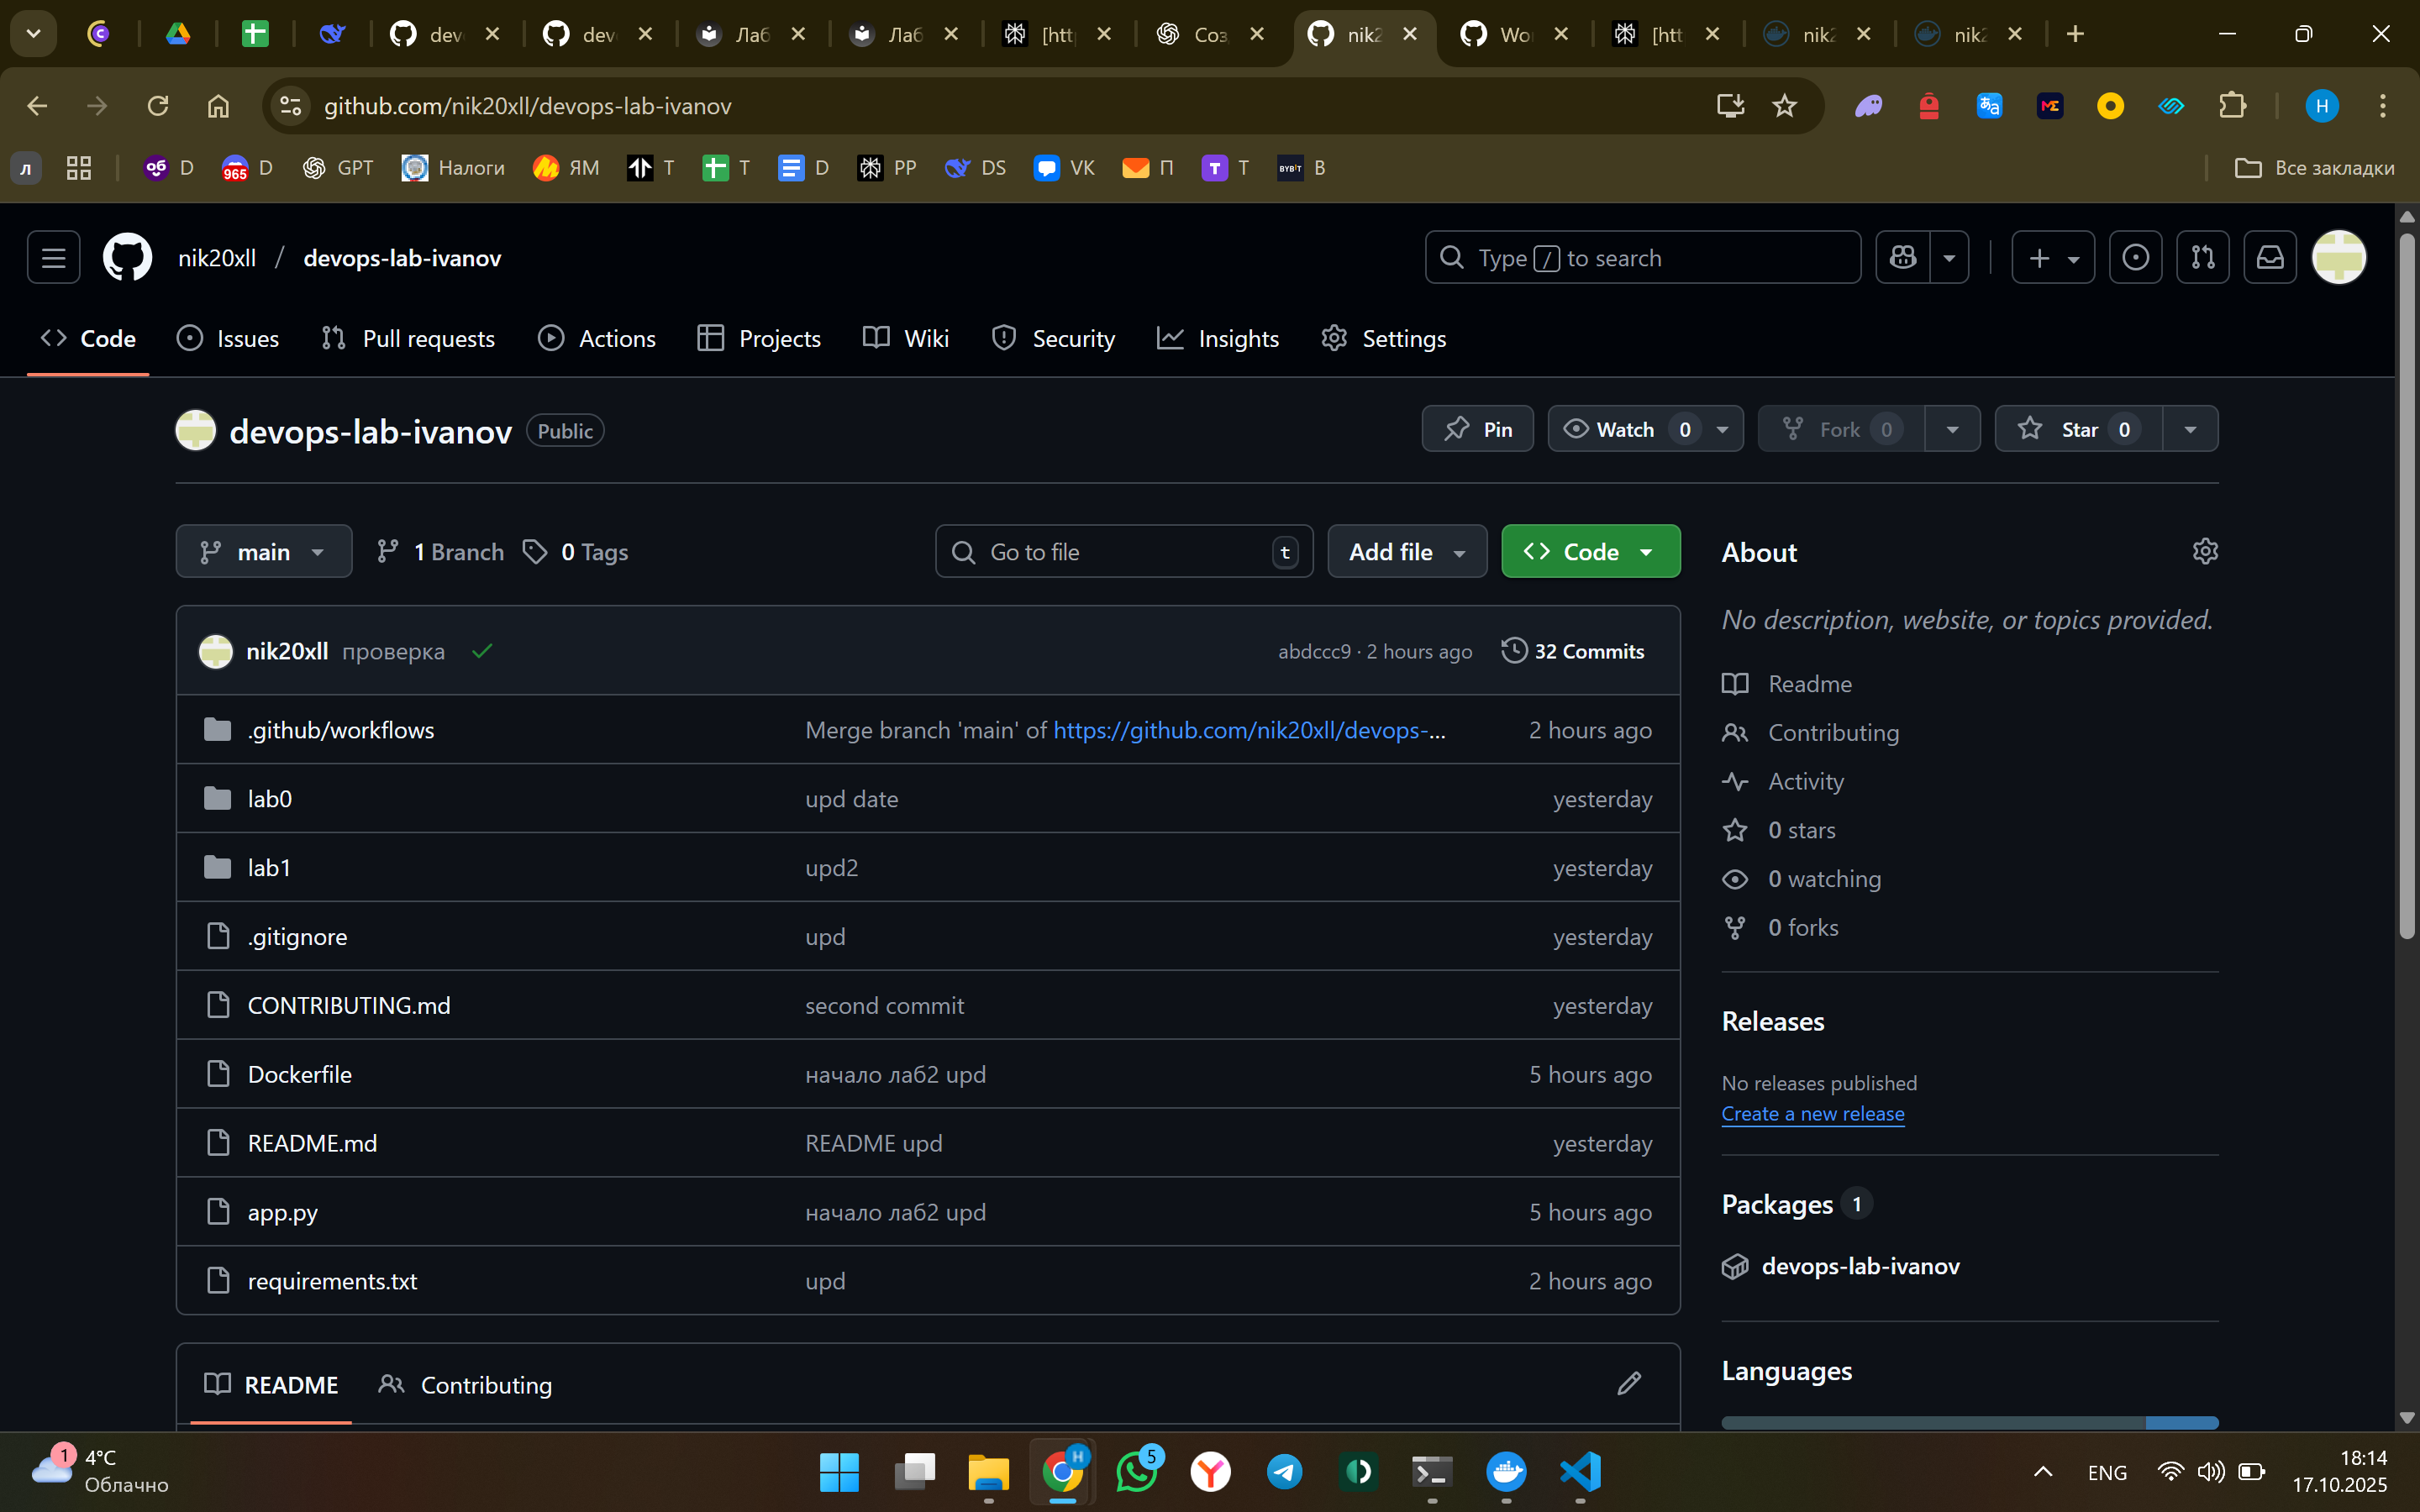 dev
dev
Лаб
Лаб
[htt
Соз
nik2
Wor
[htt
nik2
nik2
github.com/nik20xll/devops-lab-ivanov
Н
л
об D
965 D
GPT
Налоги
ЯМ
T
T
D
PP
DS
VK
П
T T
BYBIT B
Все закладки
nik20xll / devops-lab-ivanov
Type / to search
Code
Issues
Pull requests
Actions
Projects
Wiki
Security
Insights
Settings
devops-lab-ivanov Public
Pin
Watch 0
Fork 0
Star 0
main
1 Branch
0 Tags
Go to file t
Add file
Code
nik20xll проверка
abdccc9 · 2 hours ago
32 Commits
.github/workflows Merge branch 'main' of https://github.com/nik20xll/devops-... 2 hours ago
lab0 upd date yesterday
lab1 upd2 yesterday
.gitignore upd yesterday
CONTRIBUTING.md second commit yesterday
Dockerfile начало лаб2 upd 5 hours ago
README.md README upd yesterday
app.py начало лаб2 upd 5 hours ago
requirements.txt upd 2 hours ago
README
Contributing
About
No description, website, or topics provided.
Readme
Contributing
Activity
0 stars
0 watching
0 forks
Releases
No releases published
Create a new release
Packages 1
devops-lab-ivanov
Languages
1
4°C
Облачно
H
5
ENG
18:14
17.10.2025